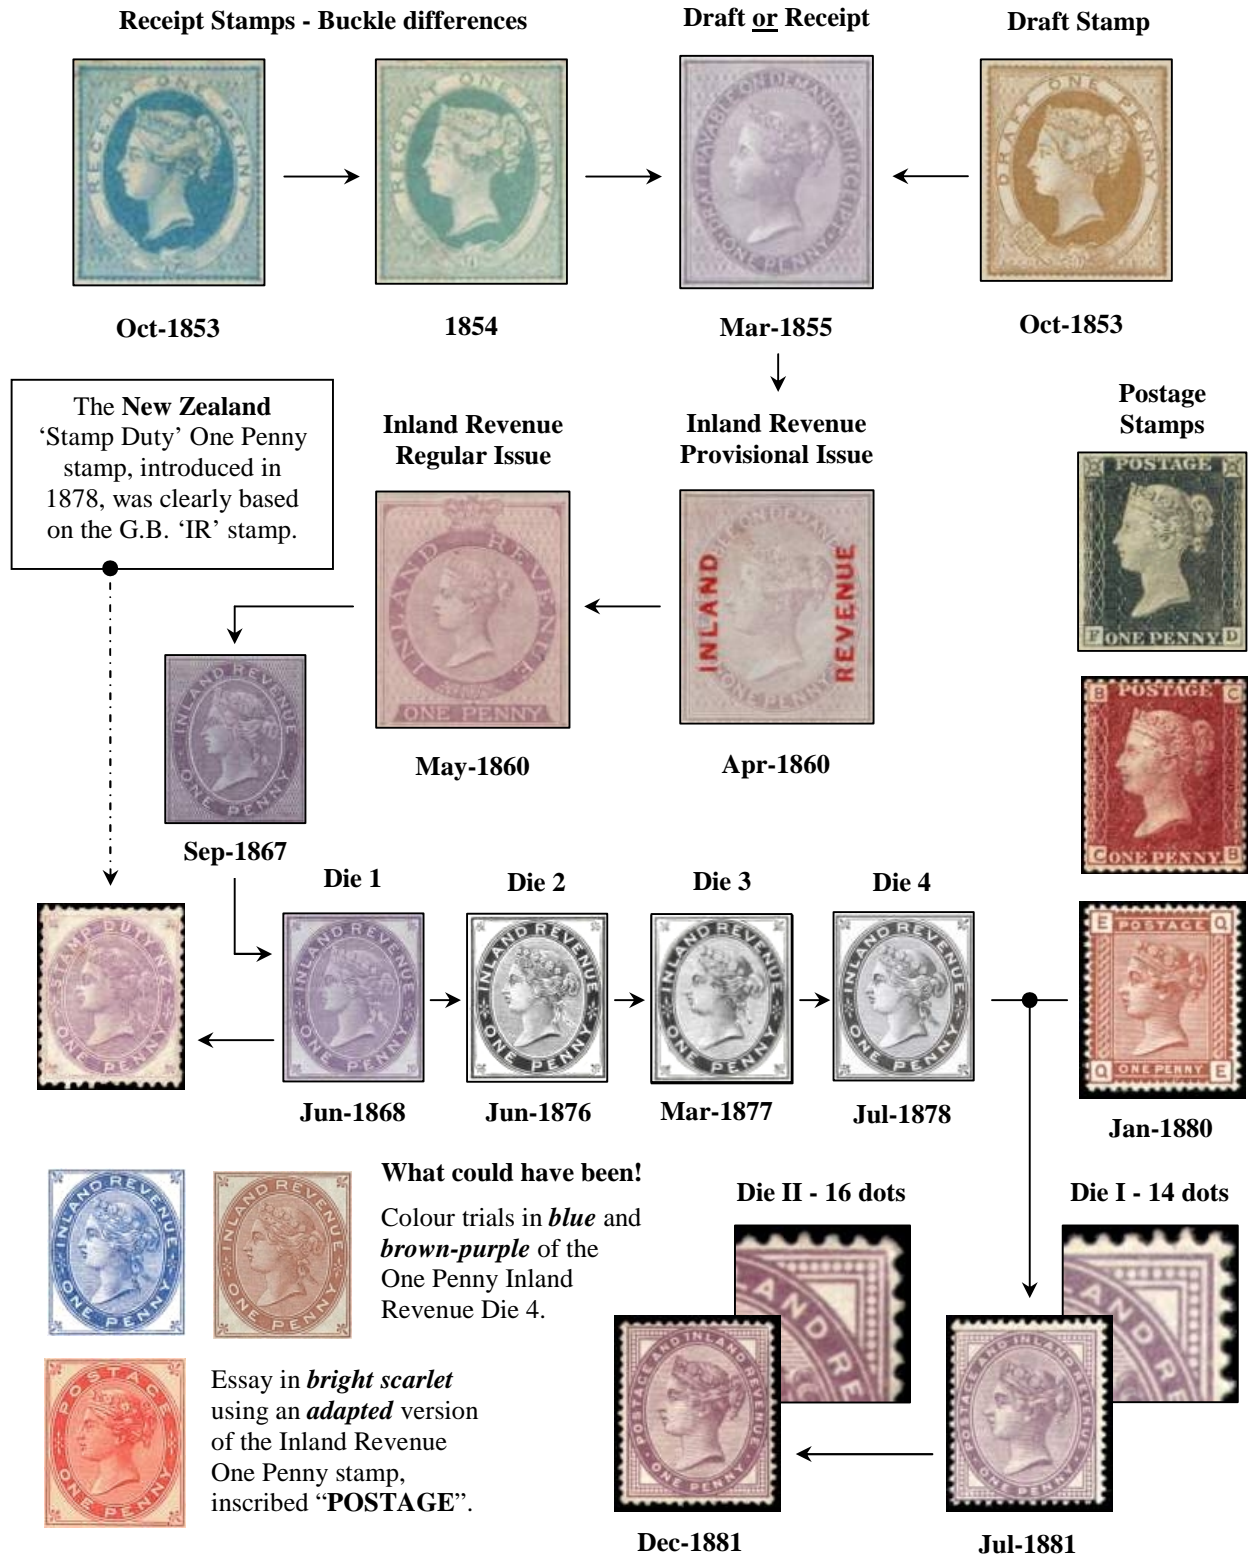 Receipt Stamps - Buckle differences
Draft or Receipt
Draft Stamp
RECEIPT ONE PENNY
RECEIPT ONE PENNY
DRAFT PAYABLE ON DEMAND OR RECEIPT
ONE PENNY
DRAFT ONE PENNY
Oct-1853
1854
Mar-1855
Oct-1853
The New Zealand
‘Stamp Duty’ One Penny
stamp, introduced in
1878, was clearly based
on the G.B. ‘IR’ stamp.
Inland Revenue
Regular Issue
Inland Revenue
Provisional Issue
Postage
Stamps
INLAND REVENUE
ONE PENNY
ABLE ON DEMAND
INLAND
REVENUE
ONE PENNY
POSTAGE
F ONE PENNY D
May-1860
Apr-1860
INLAND REVENUE
ONE PENNY
Sep-1867
B POSTAGE C
C ONE PENNY B
Die 1
Die 2
Die 3
Die 4
STAMP DUTY N Z
ONE PENNY
INLAND REVENUE
ONE PENNY
INLAND REVENUE
ONE PENNY
INLAND REVENUE
ONE PENNY
INLAND REVENUE
ONE PENNY
E POSTAGE Q
Q ONE PENNY E
Jun-1868
Jun-1876
Mar-1877
Jul-1878
Jan-1880
INLAND REVENUE
ONE PENNY
INLAND REVENUE
ONE PENNY
What could have been!
Colour trials in blue and
brown-purple of the
One Penny Inland
Revenue Die 4.
POSTAGE
ONE PENNY
Essay in bright scarlet
using an adapted version
of the Inland Revenue
One Penny stamp,
inscribed “POSTAGE”.
Die II - 16 dots
Die I - 14 dots
LAND RE
LAND RE
POSTAGE AND INLAND REVENUE
ONE PENNY
POSTAGE AND INLAND REVENUE
ONE PENNY
Dec-1881
Jul-1881